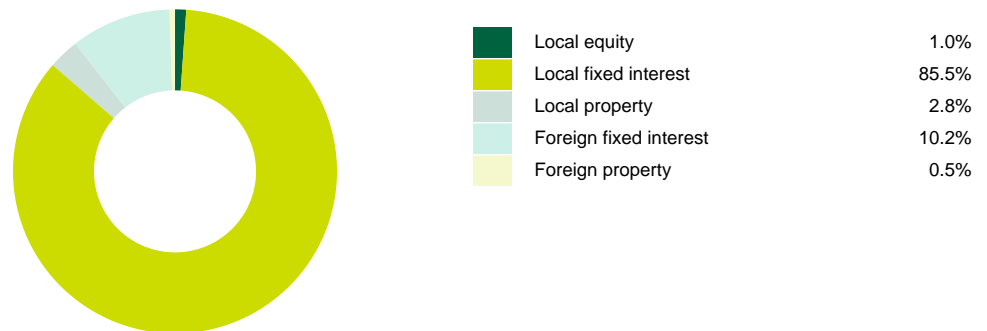 Local equity 1.0%
Local fixed interest 85.5%
Local property 2.8%
Foreign fixed interest 10.2%
Foreign property 0.5%